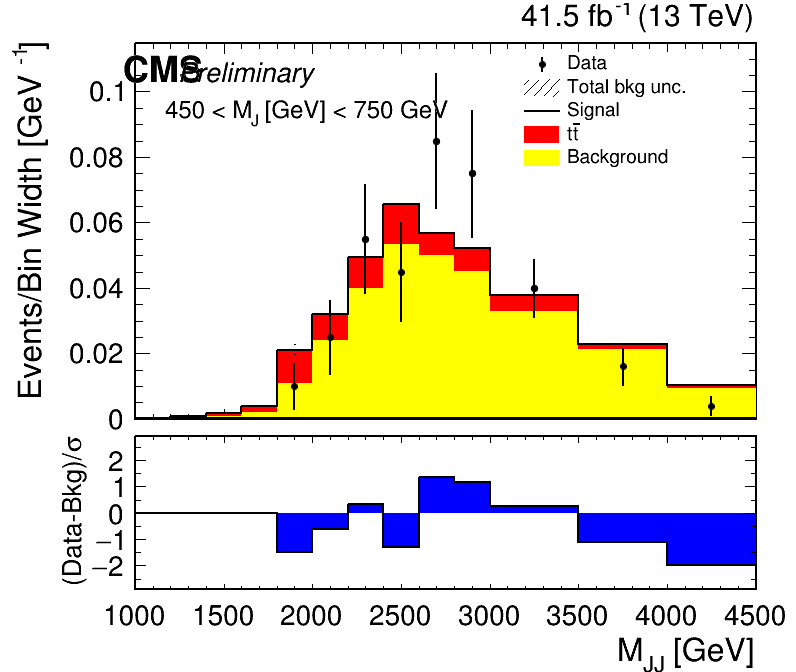 41.5 fb-1 (13 TeV)
CMS Preliminary
450 < MJ [GeV] < 750 GeV
Data
Total bkg unc.
Signal
tt̄
Background
Events/Bin Width [GeV-1]
0.1
0.08
0.06
0.04
0.02
0
(Data-Bkg)/σ
2
1
0
−1
−2
1000 1500 2000 2500 3000 3500 4000 4500
MJJ [GeV]